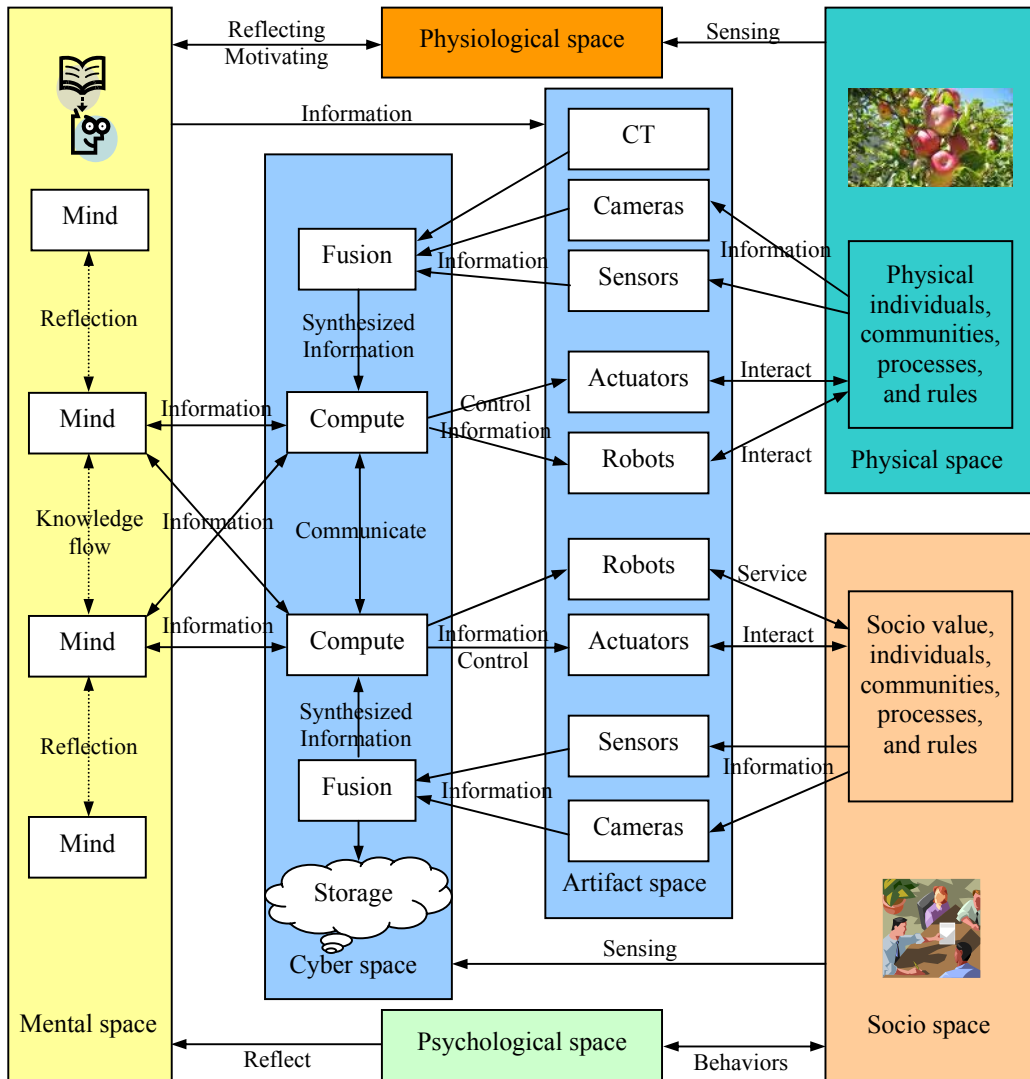 Reflecting
Motivating
Physiological space
Sensing
Information
CT
Cameras
Sensors
Information
Fusion
Information
Synthesized
Information
Mind
Reflection
Mind
Information
Compute
Control
Information
Actuators
Robots
Interact
Interact
Physical
individuals,
communities,
processes,
and rules
Physical space
Knowledge
flow
Information
Communicate
Mind
Information
Compute
Information
Control
Robots
Actuators
Service
Interact
Socio value,
individuals,
communities,
processes,
and rules
Reflection
Mind
Synthesized
Information
Fusion
Information
Sensors
Cameras
Information
Artifact space
Storage
Cyber space
Sensing
Mental space
Reflect
Psychological space
Behaviors
Socio space